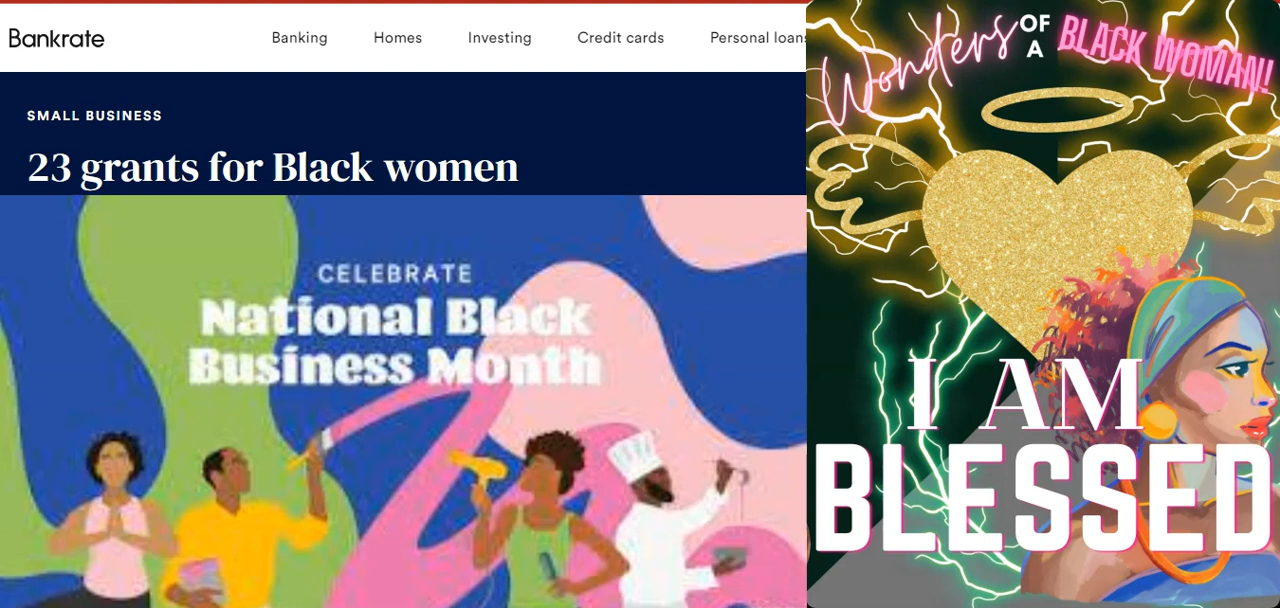 Bankrate
Banking Homes Investing Credit cards Personal loans
SMALL BUSINESS
23 grants for Black women
CELEBRATE
National Black
Business Month
Wonders OF A BLACK WOMAN!
I AM
BLESSED